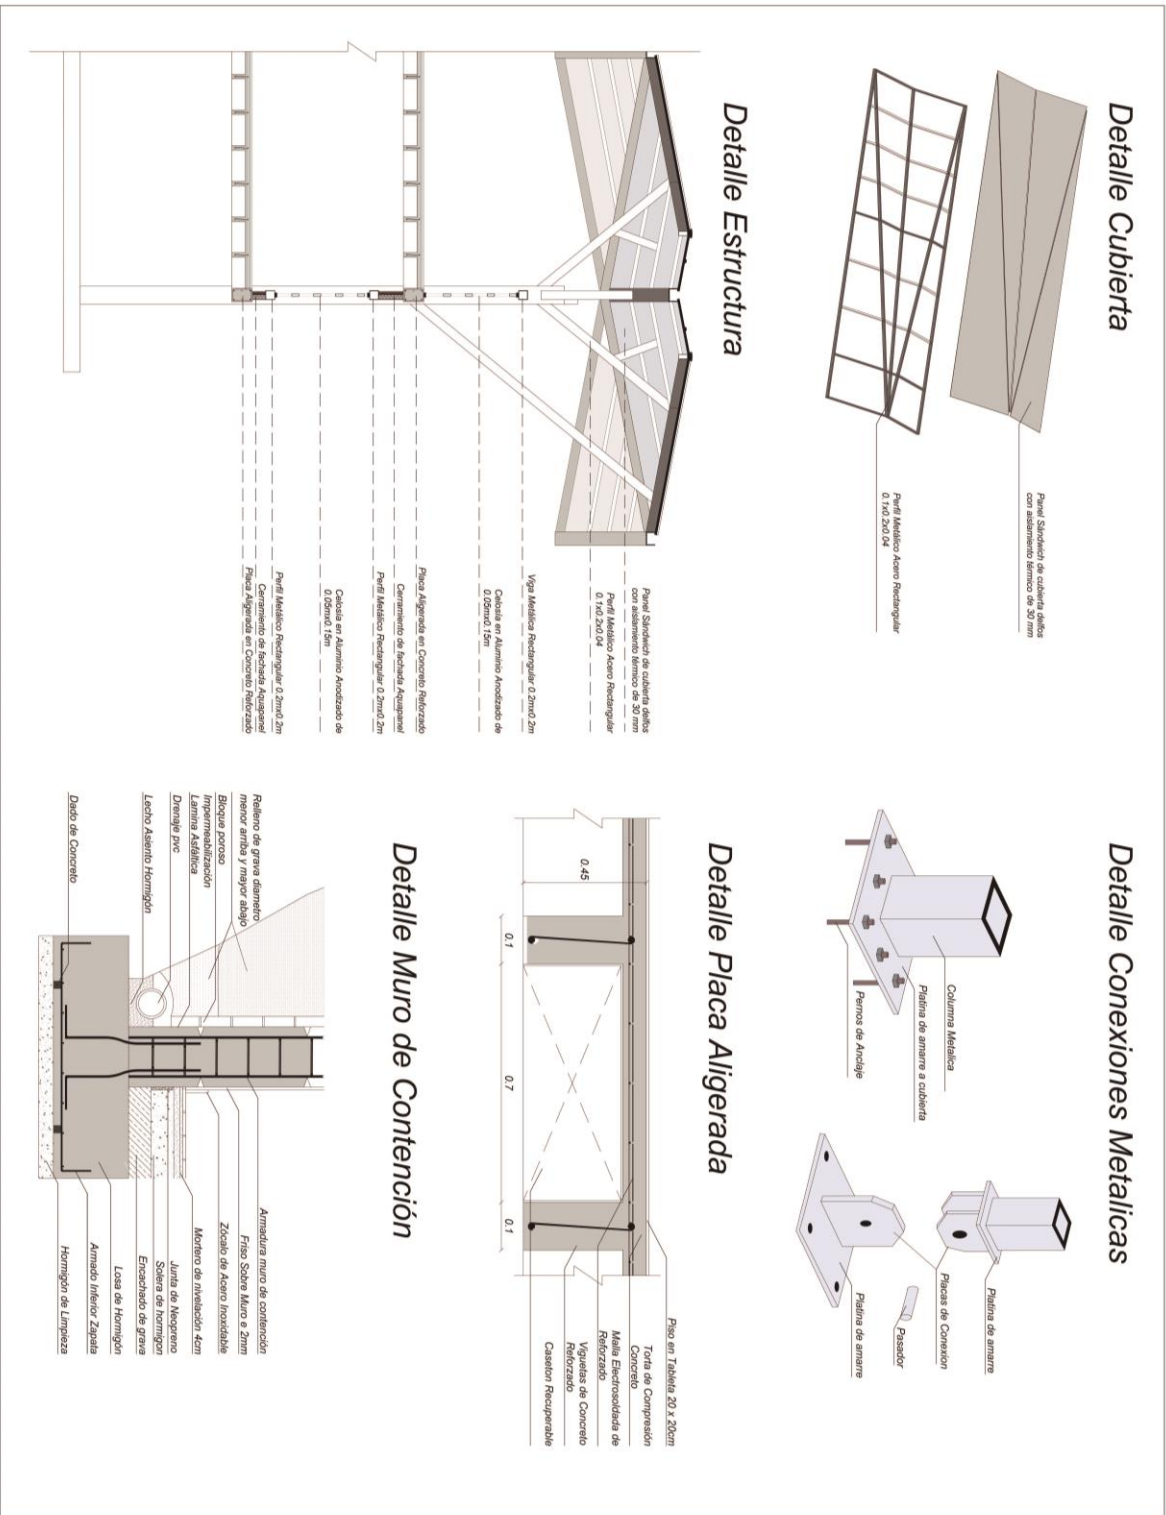 Detalle Cubierta
Panel Sándwich de cubierta delfos
con aislamiento térmico de 30 mm
Perfil Metálico Acero Rectangular
0.1x0.2x0.04
Detalle Conexiones Metalicas
Columna Metalica
Platina de amarre a cubierta
Pernos de Anclaje
Platina de amarre
Placas de Conexion
Pasador
Platina de amarre
Detalle Estructura
Panel Sándwich de cubierta delfos
con aislamiento térmico de 30 mm
Perfil Metálico Acero Rectangular
0.1x0.2x0.04
Viga Metálica Rectangular 0.2mx0.2m
Celosía en Aluminio Anodizado de
0.05mx0.15m
Placa Aligerada en Concreto Reforzado
Cerramiento de fachada Aquapanel
Perfil Metálico Rectangular 0.2mx0.2m
Celosía en Aluminio Anodizado de
0.05mx0.15m
Perfil Metálico Rectangular 0.2mx0.2m
Cerramiento de fachada Aquapanel
Placa Aligerada en Concreto Reforzado
Detalle Placa Aligerada
0.45
0.1
0.7
0.1
Piso en Tableta 20 x 20cm
Torta de Compresión
Concreto
Malla Electrosoldada de
Reforzado
Viguetas de Concreto
Reforzado
Caseton Recuperable
Detalle Muro de Contención
Relleno de grava diametro
menor arriba y mayor abajo
Bloque poroso
Impermeabilización
Lamina Asfáltica
Drenaje pvc
Lecho Asiento Hormigón
Dado de Concreto
Armadura muro de contención
Friso Sobre Muro e 2mm
Zócalo de Acero Inoxidable
Mortero de nivelación 4cm
Junta de Neopreno
Solera de hormigon
Encachado de grava
Losa de Hormigón
Armado Inferior Zapata
Hormigón de Limpieza